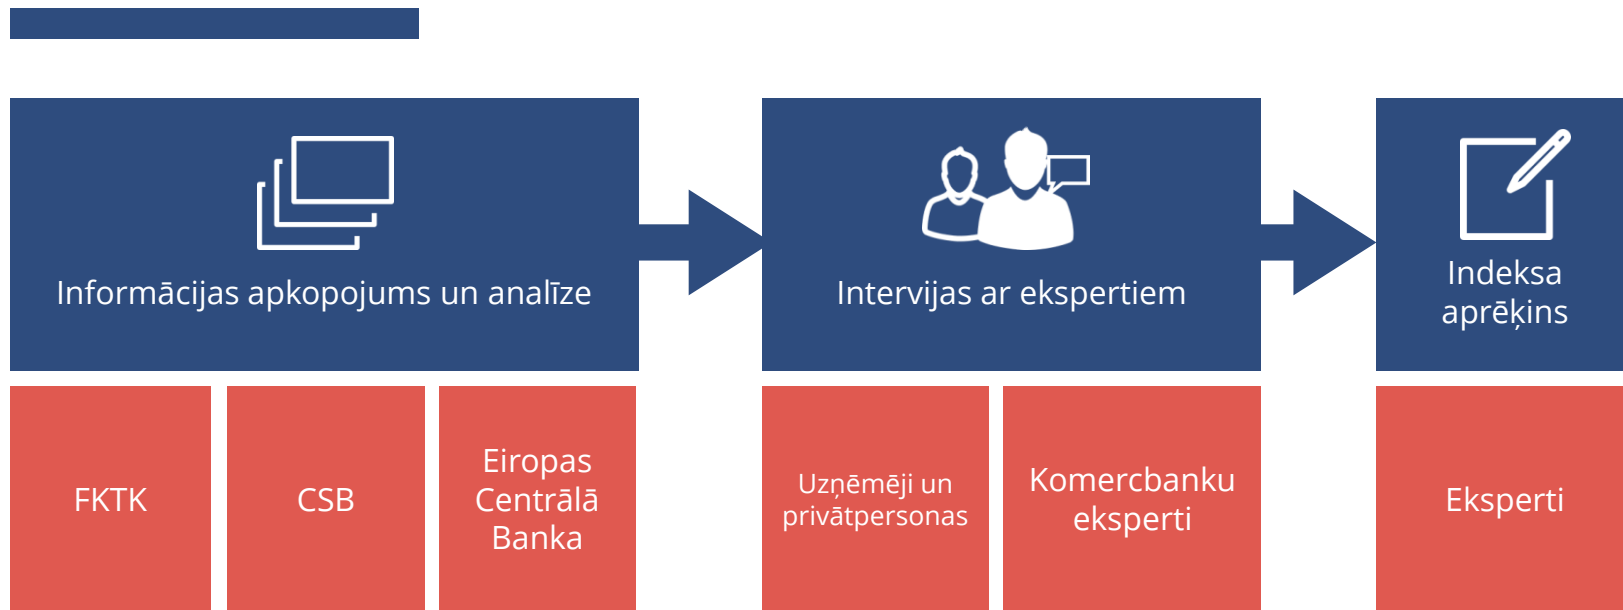 Informācijas apkopojums un analīze
Intervijas ar ekspertiem
Indeksa
aprēķins
FKTK
CSB
Eiropas
Centrālā
Banka
Uzņēmēji un
privātpersonas
Komercbanku
eksperti
Eksperti